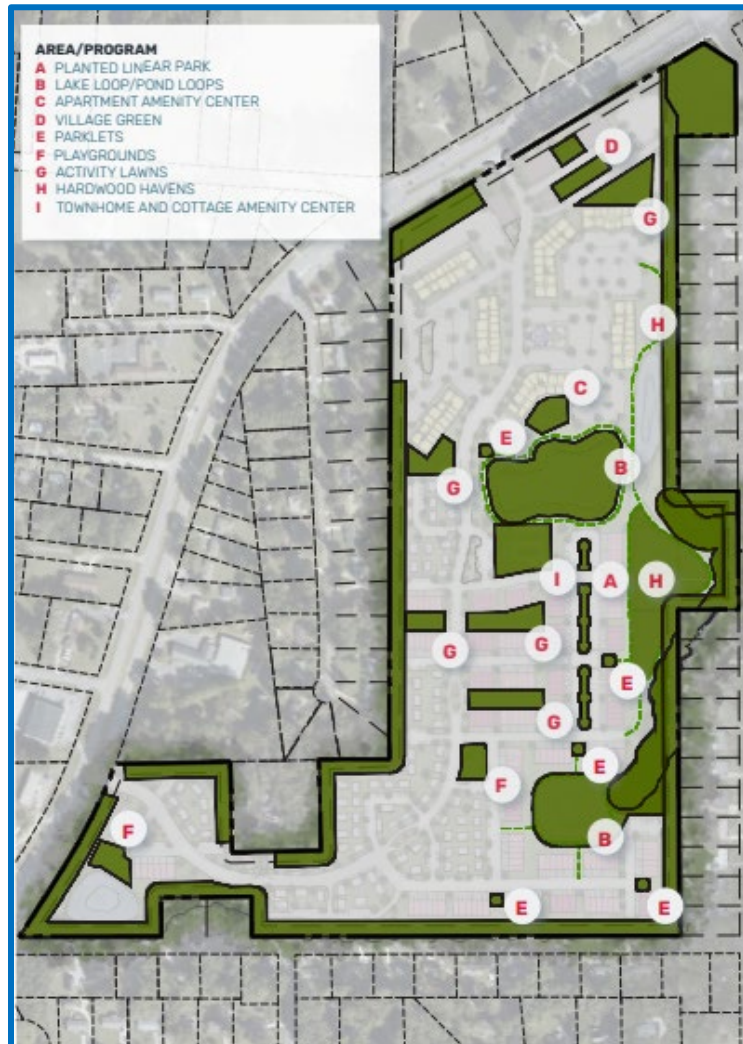 AREA/PROGRAM
A PLANTED LINEAR PARK
B LAKE LOOP/POND LOOPS
C APARTMENT AMENITY CENTER
D VILLAGE GREEN
E PARKLETS
F PLAYGROUNDS
G ACTIVITY LAWNS
H HARDWOOD HAVENS
I TOWNHOME AND COTTAGE AMENITY CENTER
D
G
H
C
E
B
G
I A H
G G
E
G
E
F
F
B
E E